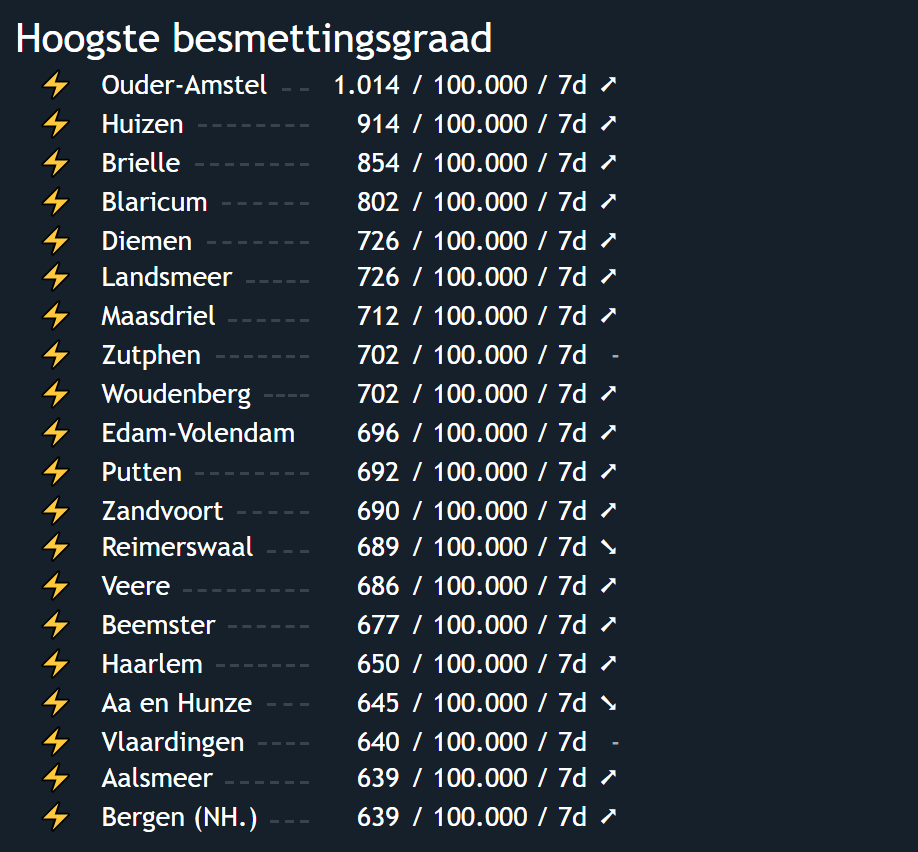 Hoogste besmettingsgraad
⚡ Ouder-Amstel -- 1.014 / 100.000 / 7d ➚
⚡ Huizen -------- 914 / 100.000 / 7d ➚
⚡ Brielle -------- 854 / 100.000 / 7d ➚
⚡ Blaricum ------ 802 / 100.000 / 7d ➚
⚡ Diemen ------- 726 / 100.000 / 7d ➚
⚡ Landsmeer ----- 726 / 100.000 / 7d ➚
⚡ Maasdriel ------ 712 / 100.000 / 7d ➚
⚡ Zutphen ------- 702 / 100.000 / 7d -
⚡ Woudenberg ---- 702 / 100.000 / 7d ➚
⚡ Edam-Volendam 696 / 100.000 / 7d ➚
⚡ Putten -------- 692 / 100.000 / 7d ➚
⚡ Zandvoort ----- 690 / 100.000 / 7d ➚
⚡ Reimerswaal --- 689 / 100.000 / 7d ➘
⚡ Veere --------- 686 / 100.000 / 7d ➚
⚡ Beemster ------ 677 / 100.000 / 7d ➚
⚡ Haarlem ------- 650 / 100.000 / 7d ➚
⚡ Aa en Hunze --- 645 / 100.000 / 7d ➘
⚡ Vlaardingen ---- 640 / 100.000 / 7d -
⚡ Aalsmeer ------ 639 / 100.000 / 7d ➚
⚡ Bergen (NH.) --- 639 / 100.000 / 7d ➚